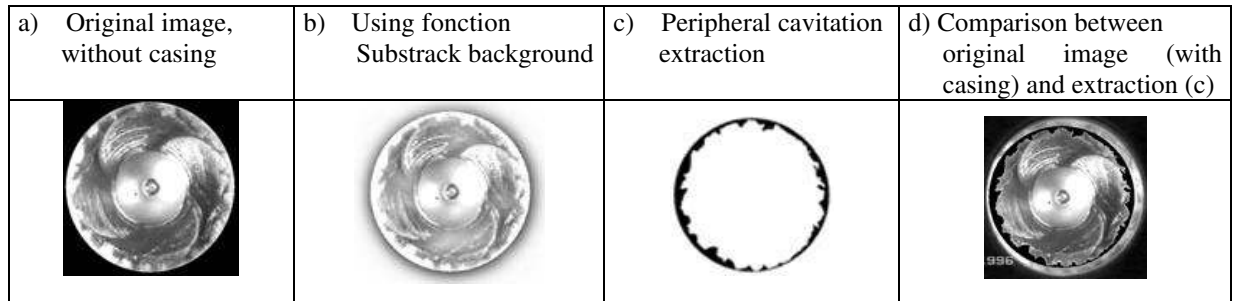 a) Original image,
without casing
b) Using fonction
Substrack background
c) Peripheral cavitation
extraction
d) Comparison between
original image (with
casing) and extraction (c)
996